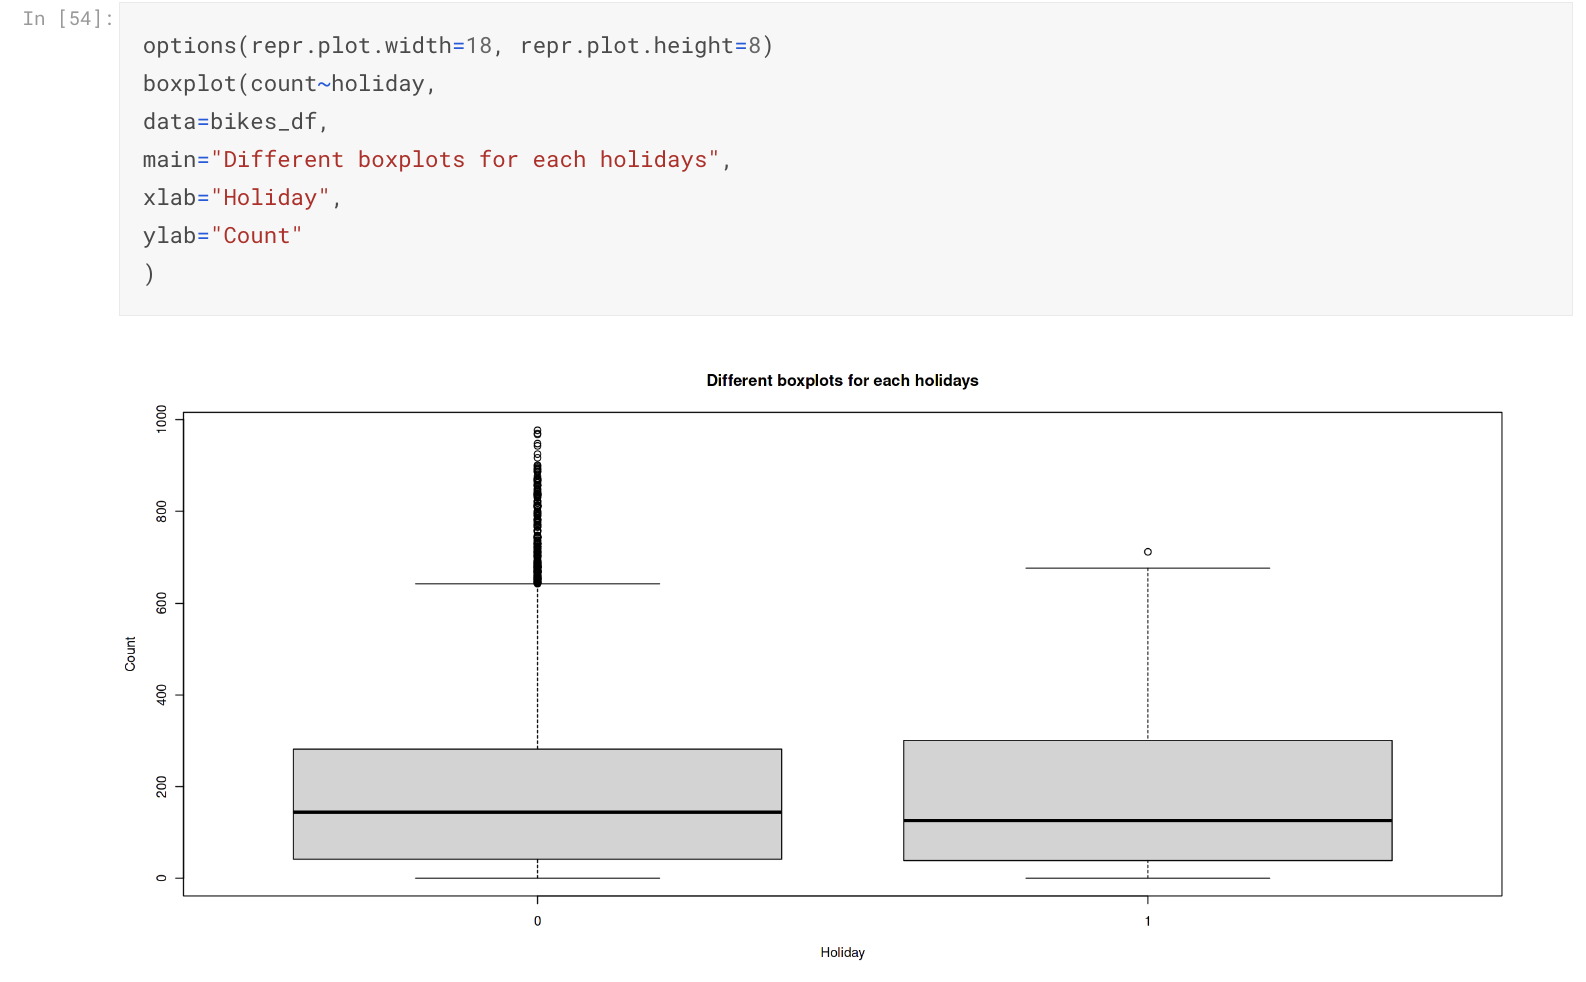 In [54]:
options(repr.plot.width=18, repr.plot.height=8)
boxplot(count~holiday,
data=bikes_df,
main="Different boxplots for each holidays",
xlab="Holiday",
ylab="Count"
)
Different boxplots for each holidays
1000
800
600
400
200
0
Count
0 1
Holiday